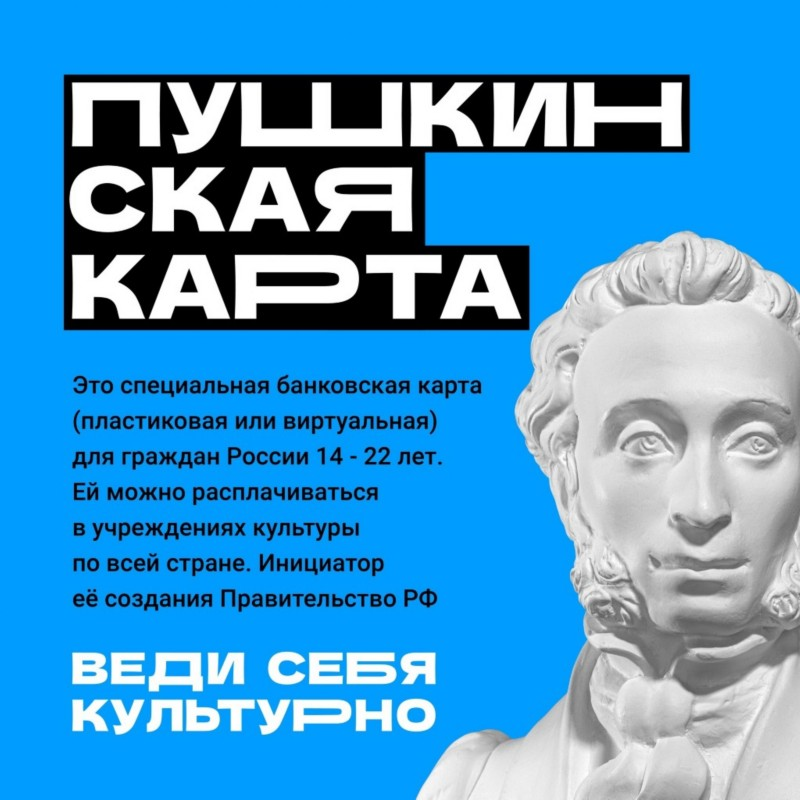 ПУШКИН
СКАЯ
КАРТА
Это специальная банковская карта
(пластиковая или виртуальная)
для граждан России 14 - 22 лет.
Ей можно расплачиваться
в учреждениях культуры
по всей стране. Инициатор
её создания Правительство РФ
ВЕДИ СЕБЯ
КУЛЬТУРНО